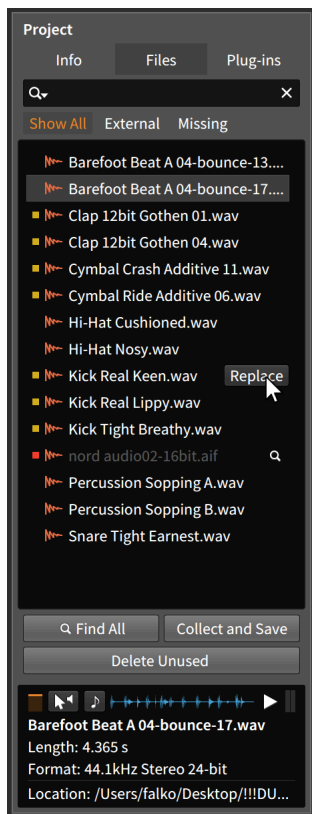 Project
Info Files Plug-ins
Show All External Missing
Barefoot Beat A 04-bounce-13....
Barefoot Beat A 04-bounce-17....
Clap 12bit Gothen 01.wav
Clap 12bit Gothen 04.wav
Cymbal Crash Additive 11.wav
Cymbal Ride Additive 06.wav
Hi-Hat Cushioned.wav
Hi-Hat Nosy.wav
Kick Real Keen.wav Replace
Kick Real Lippy.wav
Kick Tight Breathy.wav
nord audio02-16bit.aif
Percussion Sopping A.wav
Percussion Sopping B.wav
Snare Tight Earnest.wav
Find All Collect and Save
Delete Unused
Barefoot Beat A 04-bounce-17.wav
Length: 4.365 s
Format: 44.1kHz Stereo 24-bit
Location: /Users/falko/Desktop/!!!DU...